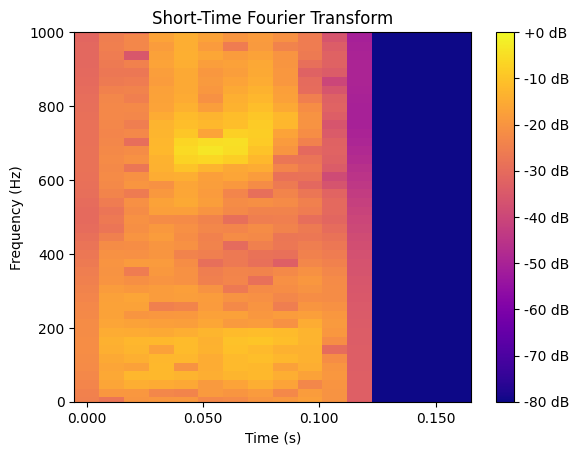 Short-Time Fourier Transform
Frequency (Hz)
1000
800
600
400
200
0
0.000
0.050
0.100
0.150
Time (s)
+0 dB
-10 dB
-20 dB
-30 dB
-40 dB
-50 dB
-60 dB
-70 dB
-80 dB